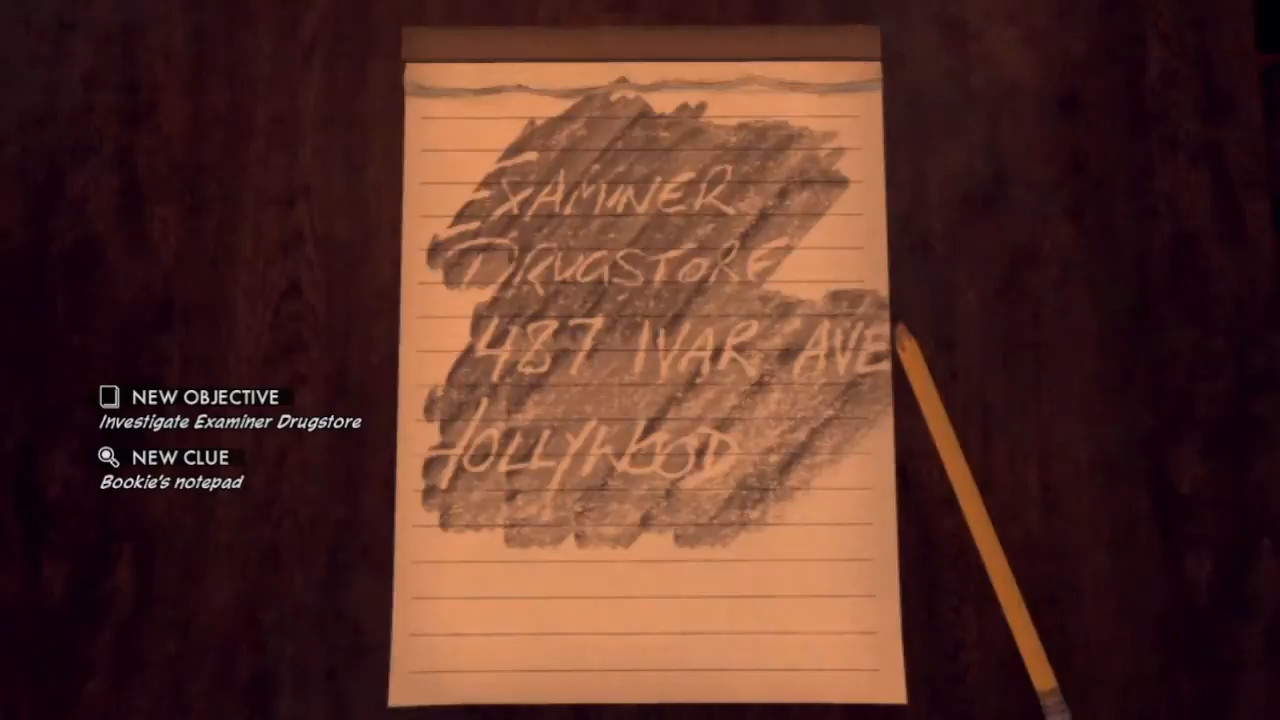 EXAMINER
DRUGSTORE
487 IVAR AVE
HOLLYWOOD
NEW OBJECTIVE
Investigate Examiner Drugstore
NEW CLUE
Bookie's notepad